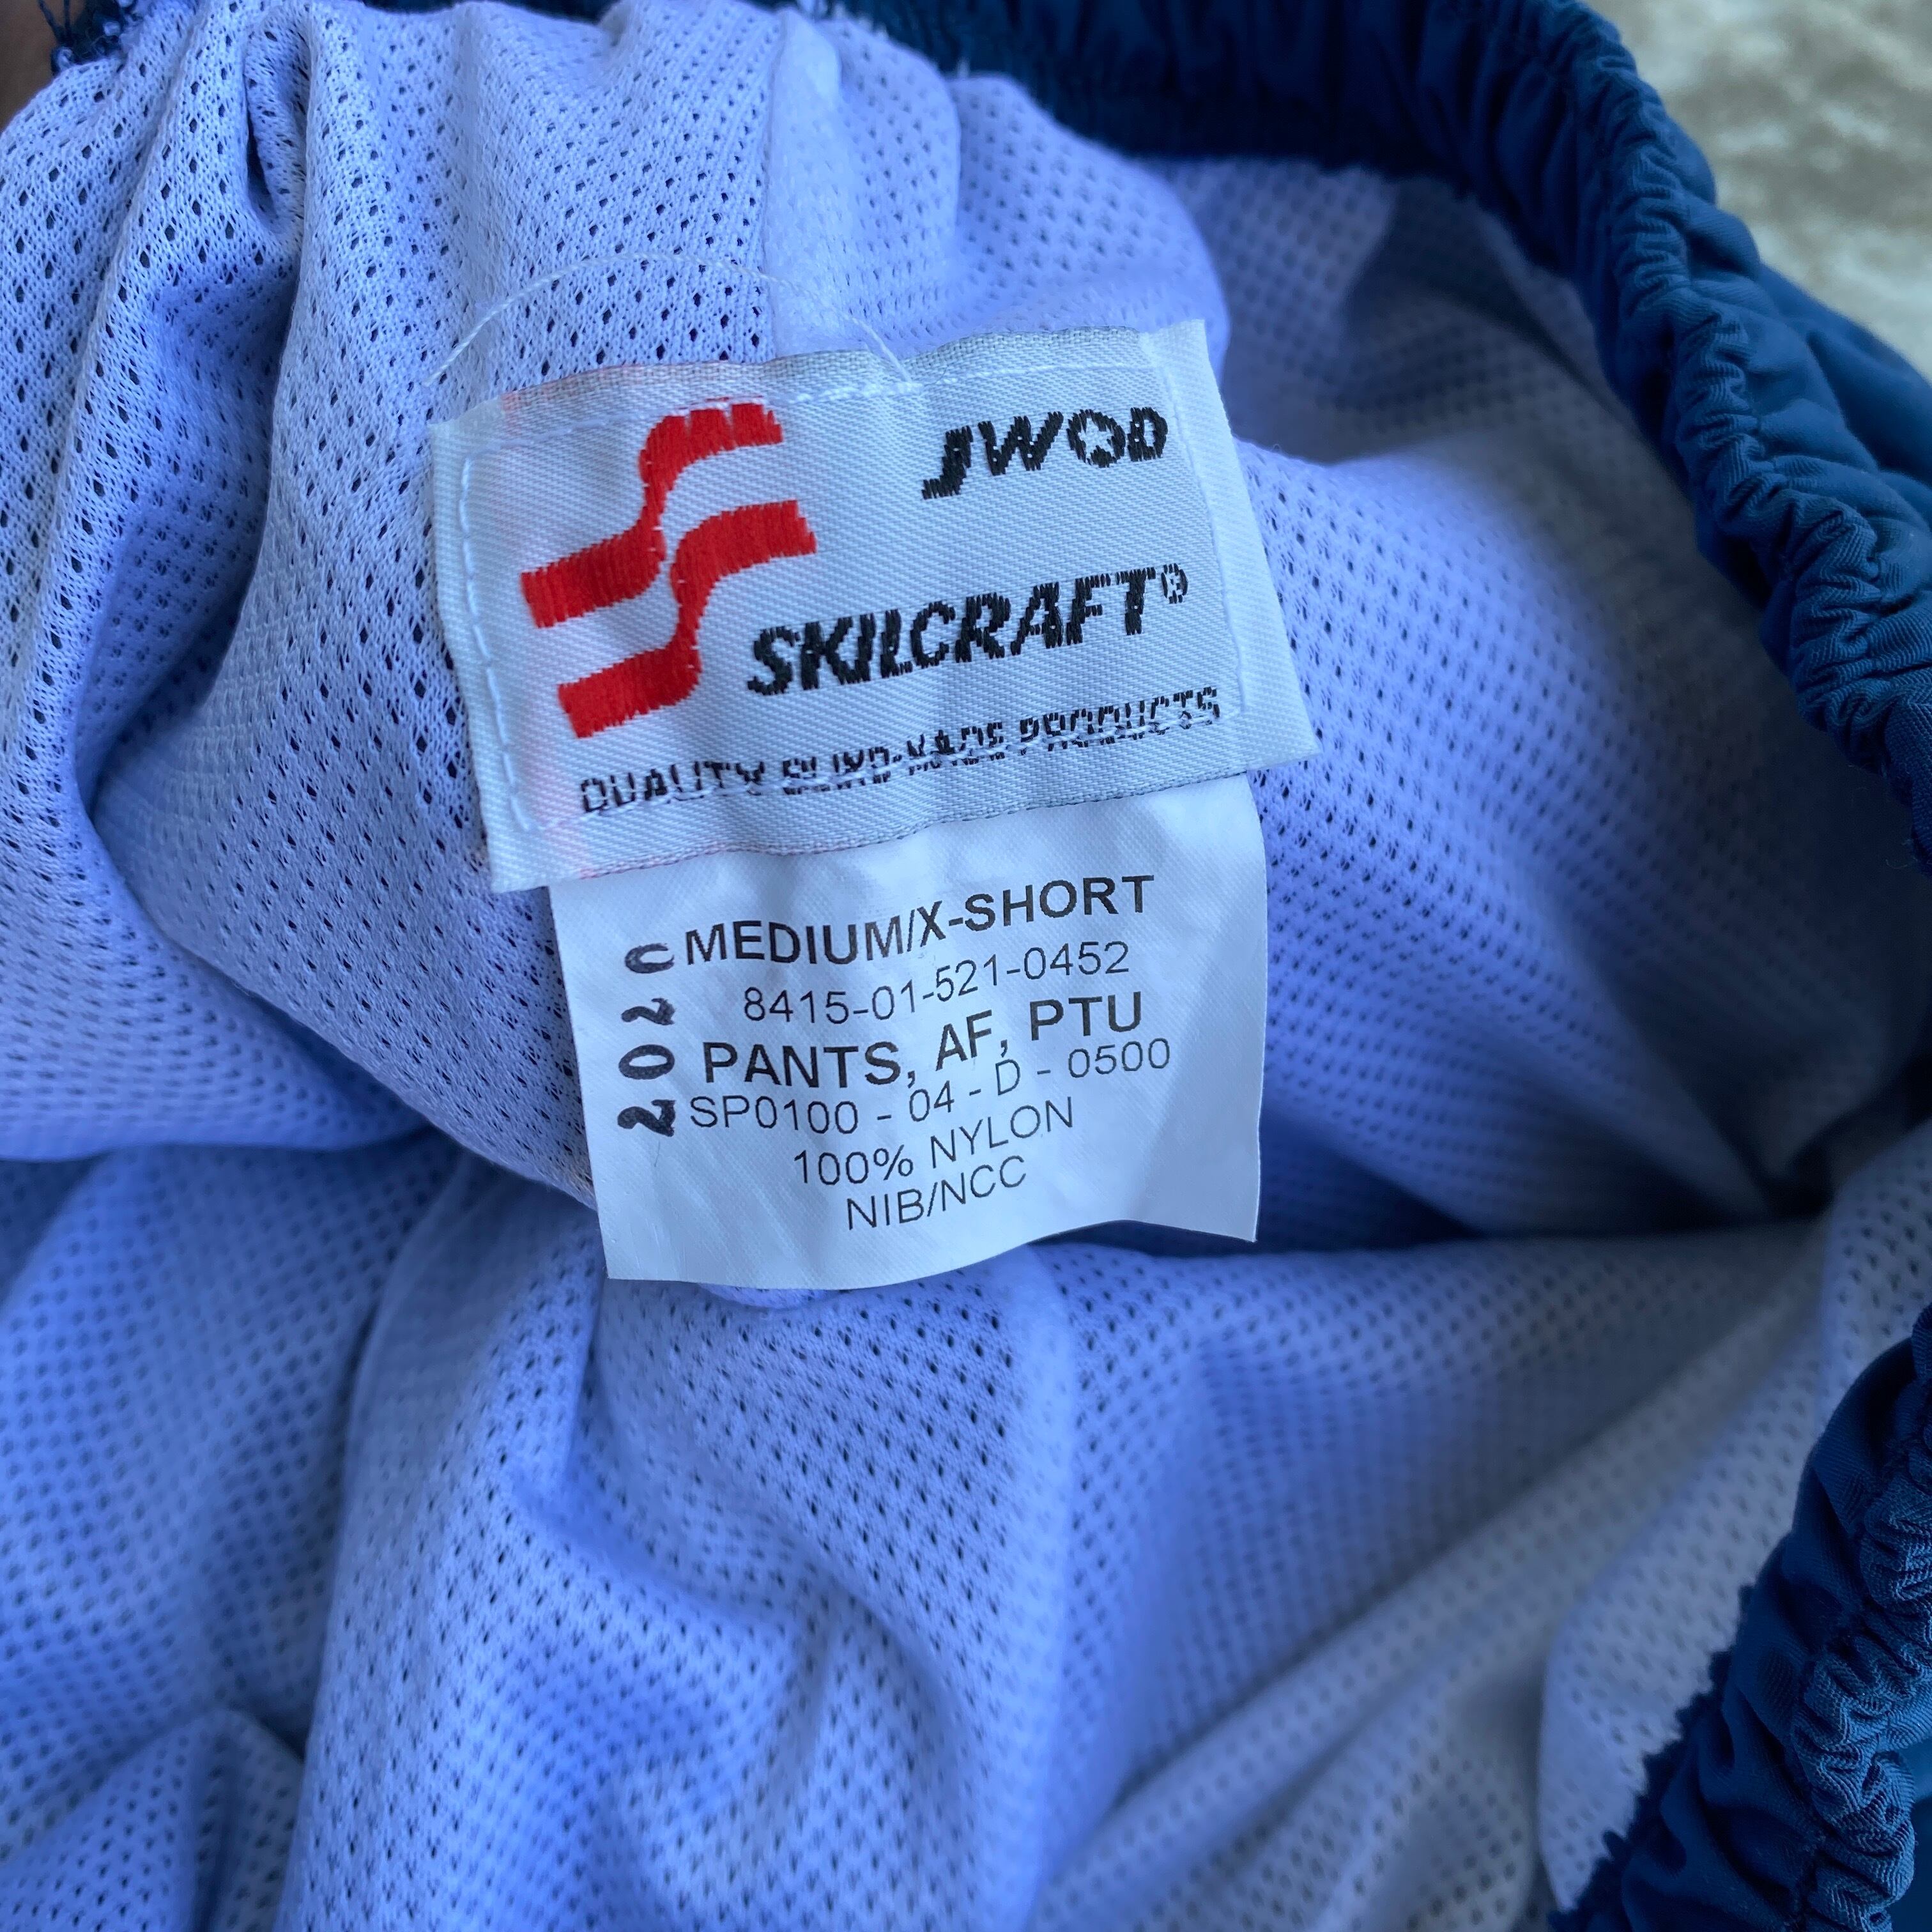 JWOD
SKILCRAFT®
QUALITY BLIND-MADE PRODUCTS
MEDIUM/X-SHORT
8415-01-521-0452
PANTS, AF, PTU
SP0100 - 04 - D - 0500
100% NYLON
NIB/NCC
202C